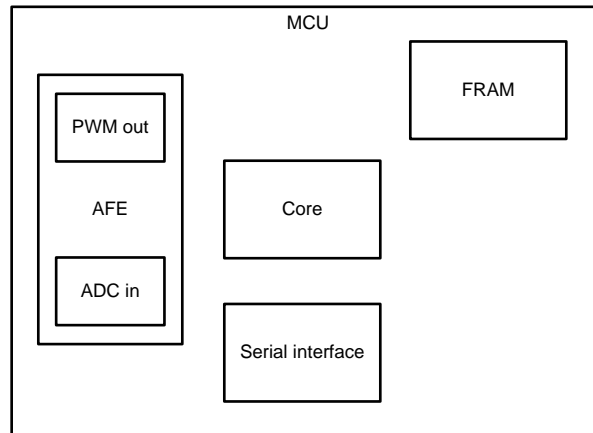 MCU
FRAM
PWM out
AFE
Core
ADC in
Serial interface